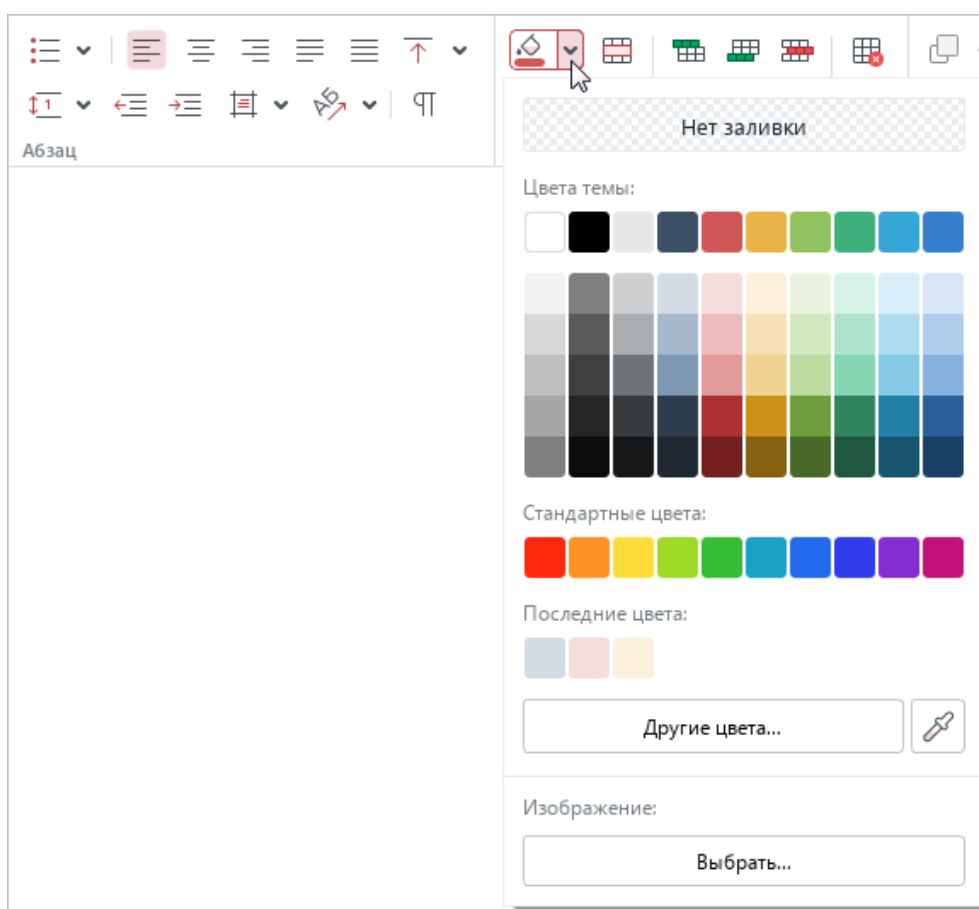 Абзац
Нет заливки
Цвета темы:
Стандартные цвета:
Последние цвета:
Другие цвета...
Изображение:
Выбрать...